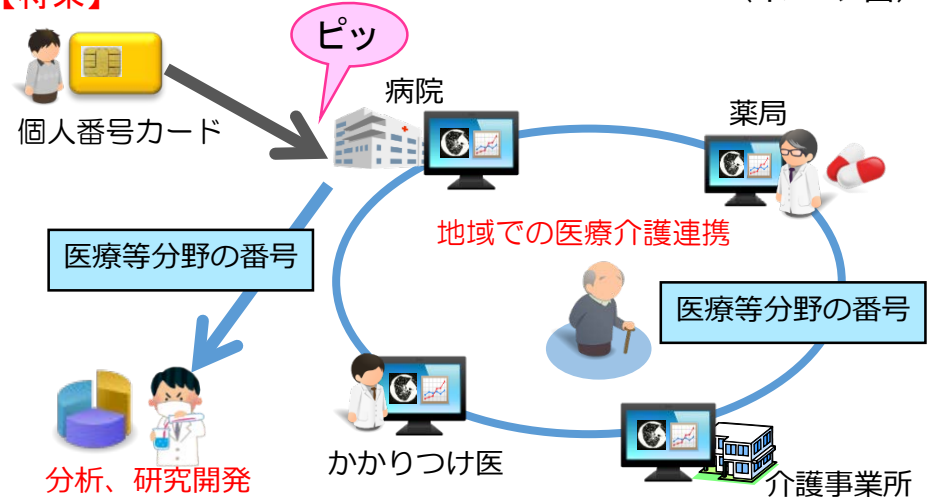 ピッ
病院
薬局
個人番号カード
地域での医療介護連携
医療等分野の番号
医療等分野の番号
かかりつけ医
分析、研究開発
介護事業所